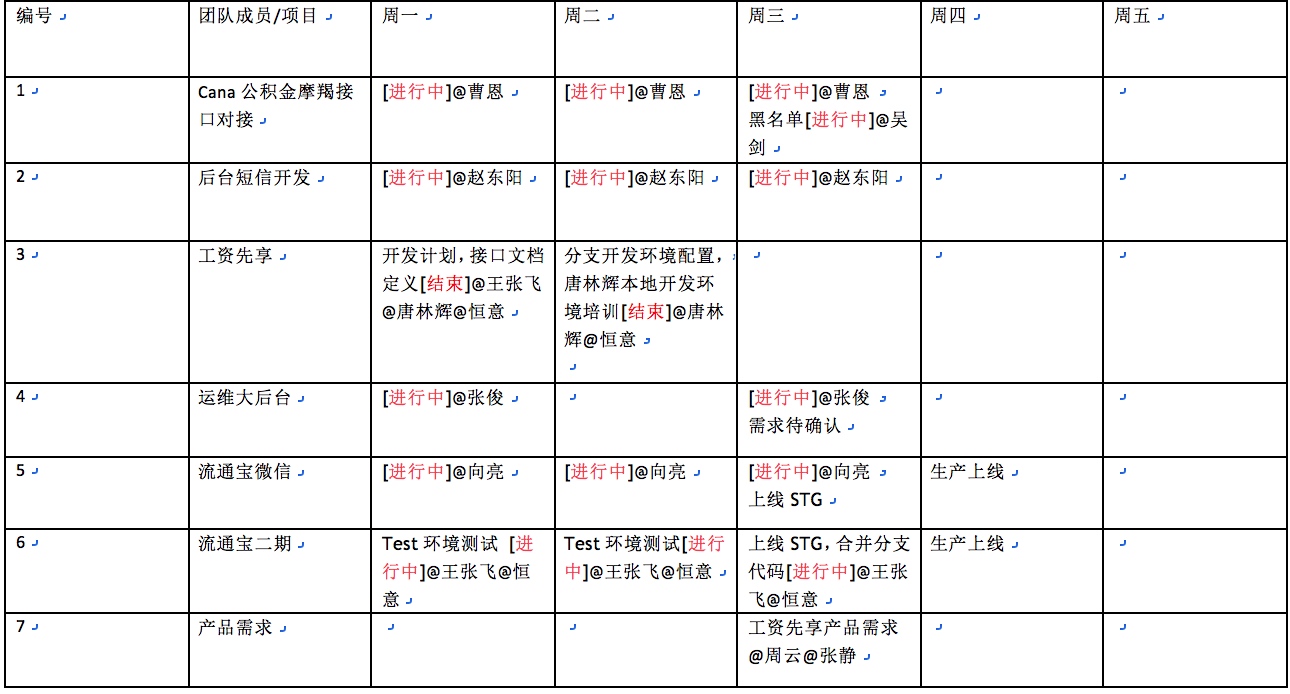 编号
团队成员/项目
周一
周二
周三
周四
周五
1
Cana 公积金摩羯接
口对接
[进行中]@曹恩
[进行中]@曹恩
[进行中]@曹恩
黑名单[进行中]@吴
剑
2
后台短信开发
[进行中]@赵东阳
[进行中]@赵东阳
[进行中]@赵东阳
3
工资先享
开发计划,接口文档
定义[结束]@王张飞
@唐林辉@恒意
分支开发环境配置,
唐林辉本地开发环
境培训[结束]@唐林
辉@恒意
4
运维大后台
[进行中]@张俊
[进行中]@张俊
需求待确认
5
流通宝微信
[进行中]@向亮
[进行中]@向亮
[进行中]@向亮
上线 STG
生产上线
6
流通宝二期
Test 环境测试 [进
行中]@王张飞@恒
意
Test 环境测试[进行
中]@王张飞@恒意
上线 STG,合并分支
代码[进行中]@王张
飞@恒意
生产上线
7
产品需求
工资先享产品需求
@周云@张静